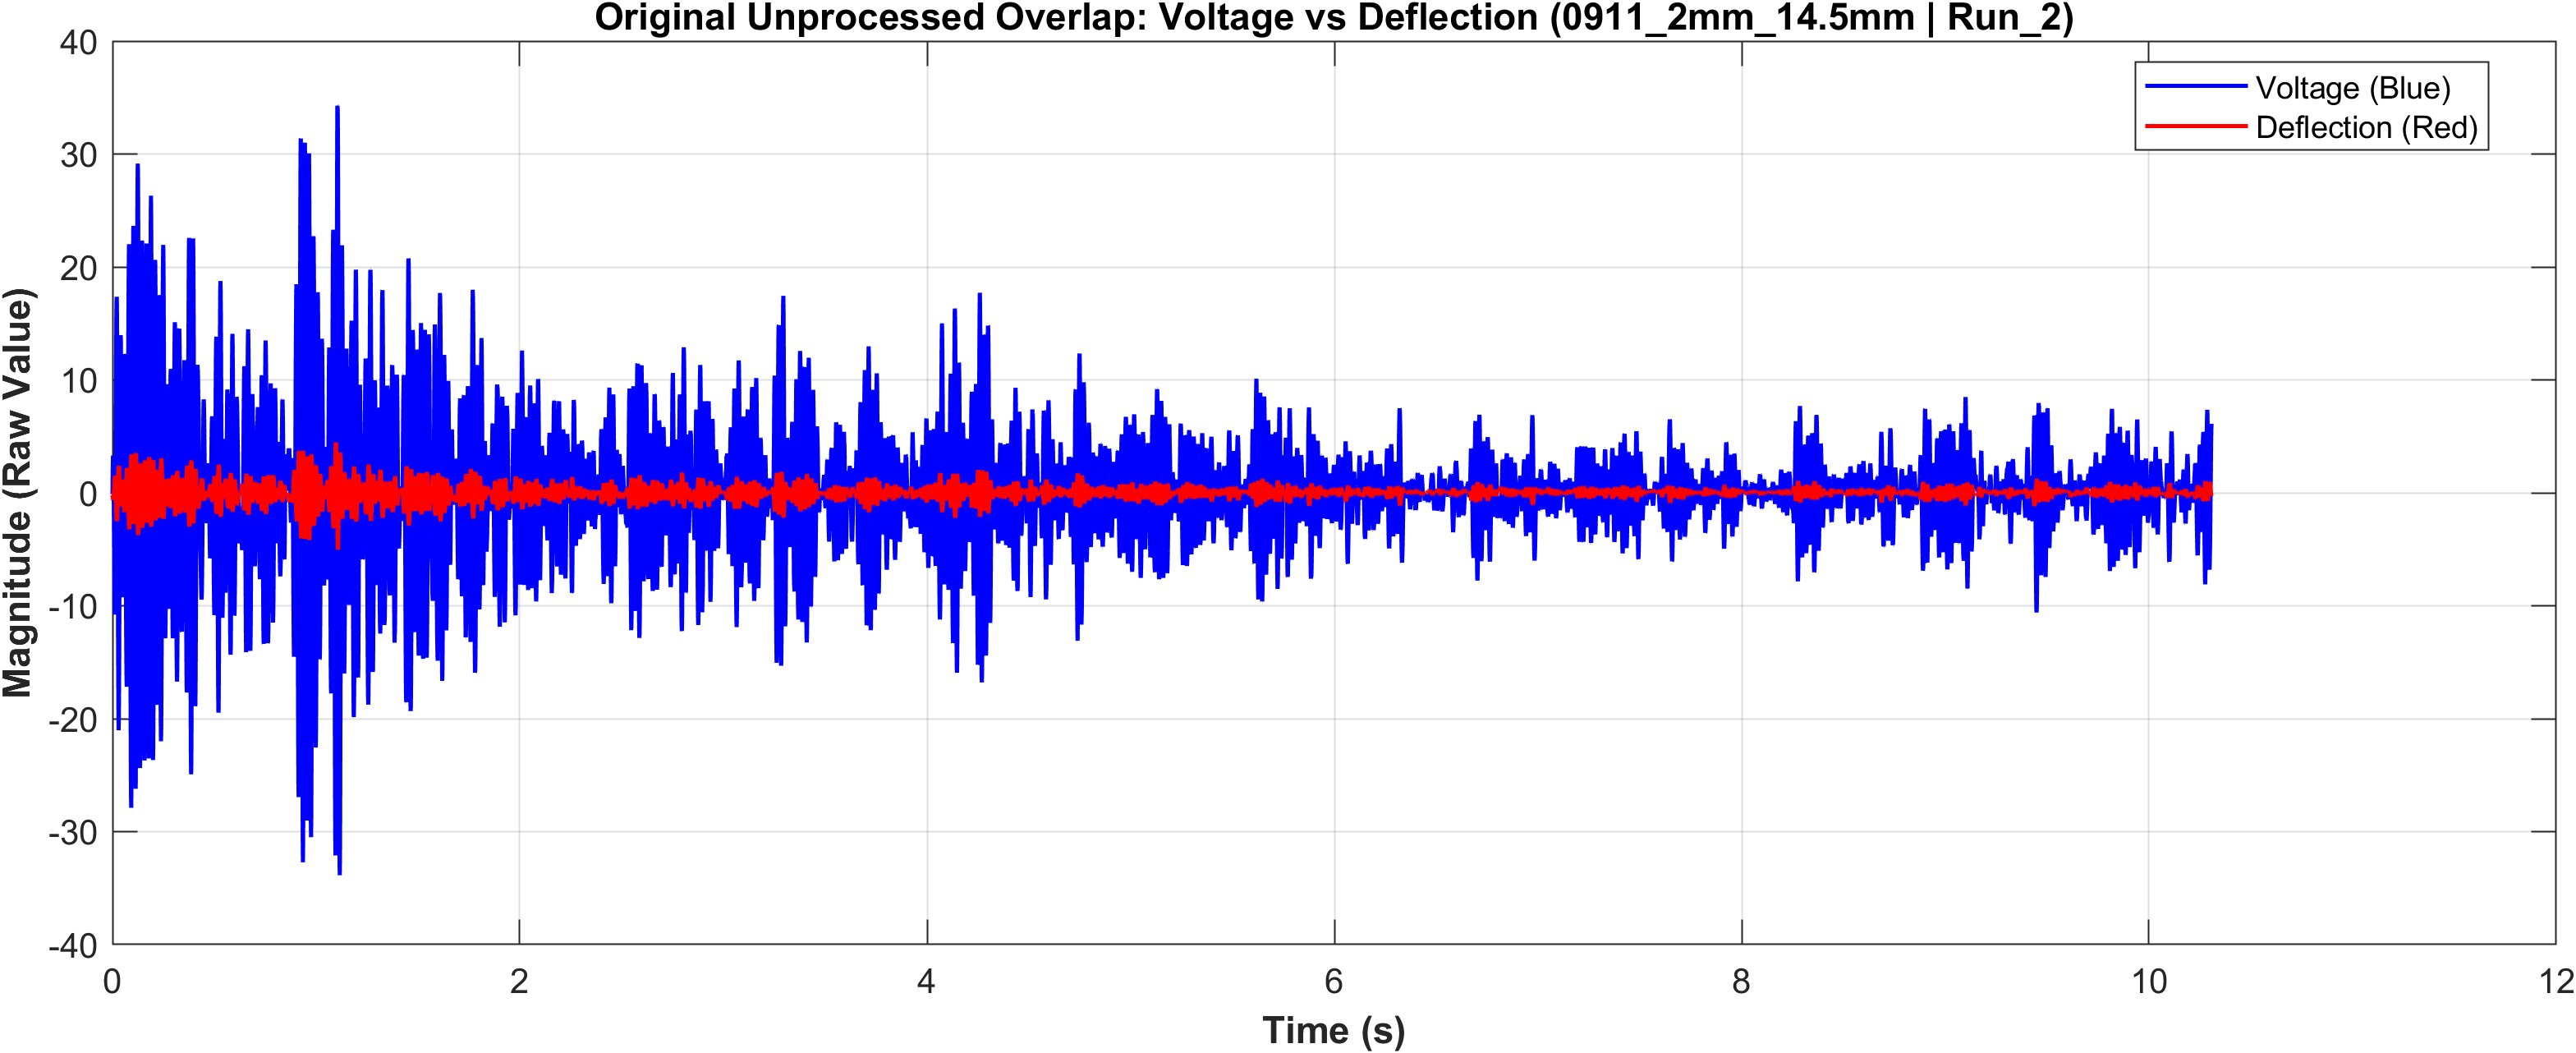 Original Unprocessed Overlap: Voltage vs Deflection (0911_2mm_14.5mm | Run_2)
Voltage (Blue)
Deflection (Red)
Magnitude (Raw Value)
40
30
20
10
0
-10
-20
-30
-40
0 2 4 6 8 10 12
Time (s)